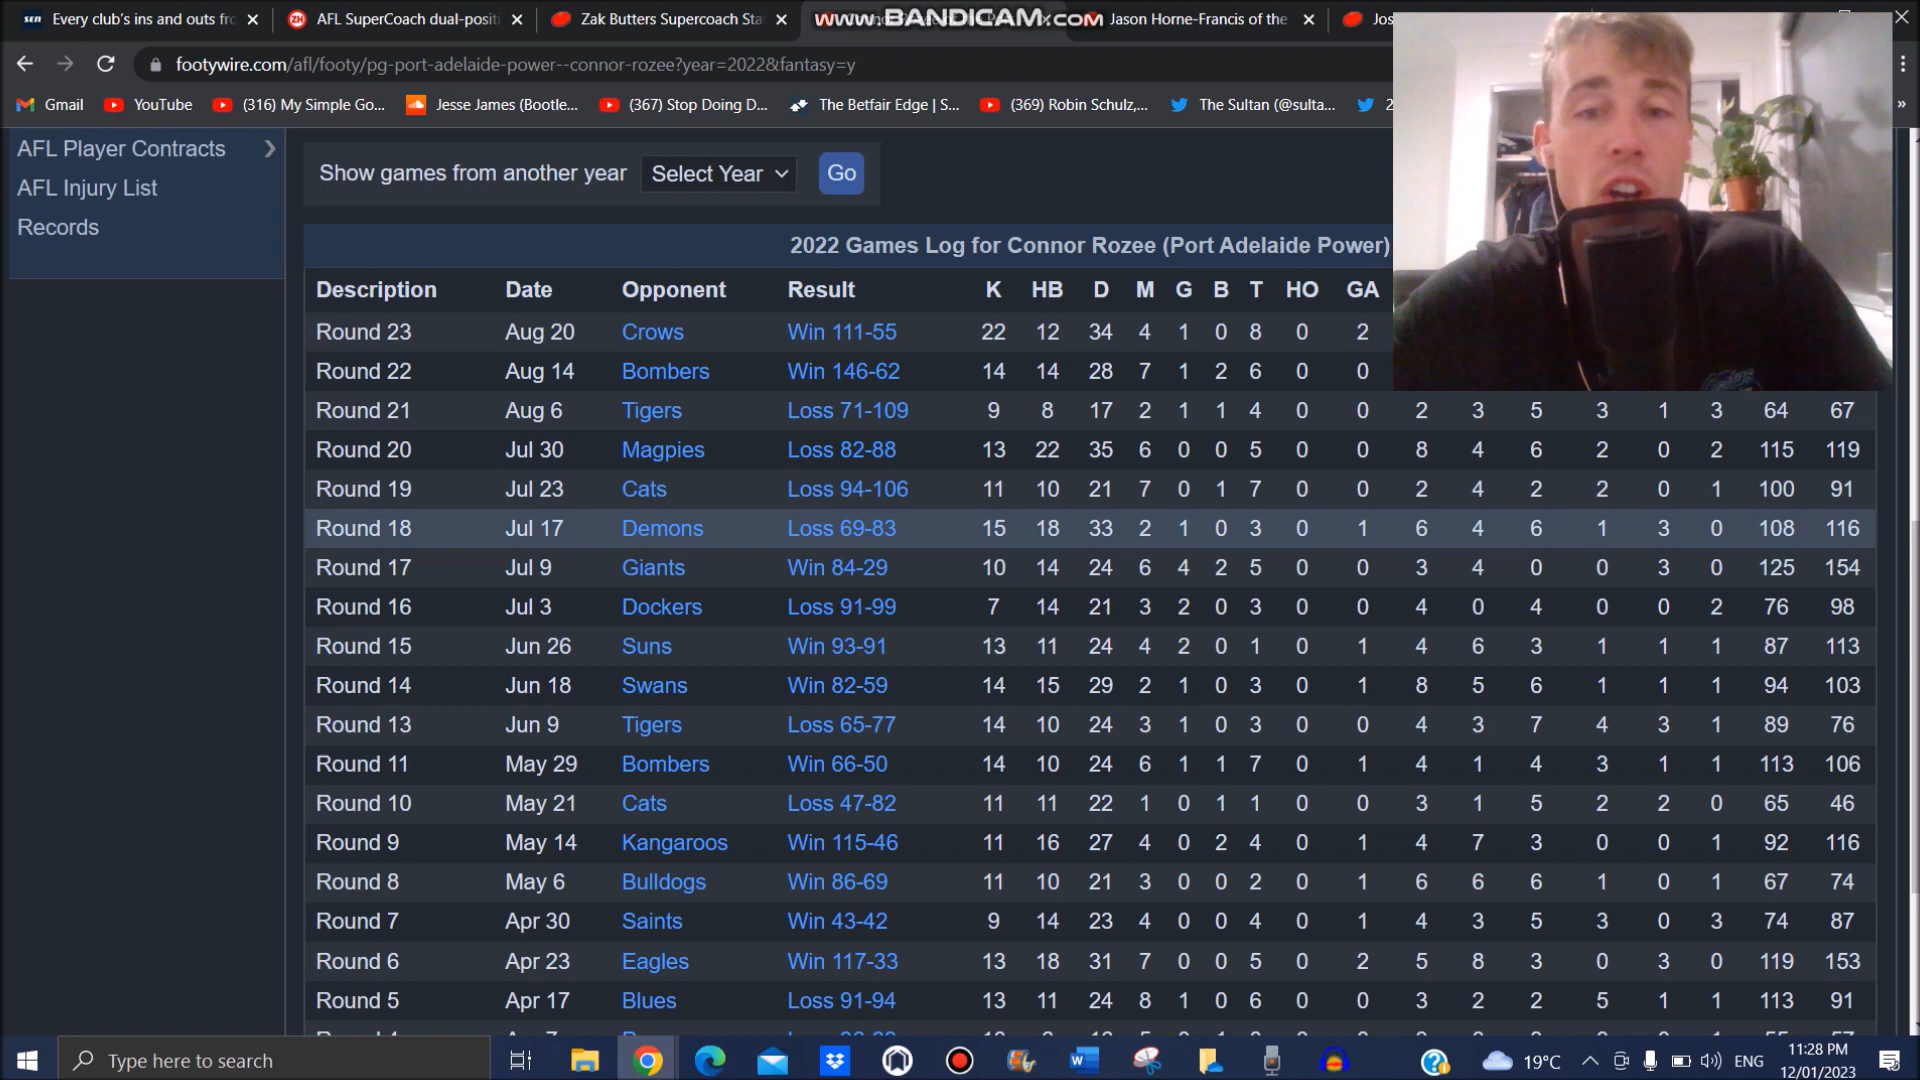 Every club's ins and outs fro
AFL SuperCoach dual-positi
Zak Butters Supercoach Sta
www.BANDICAM.com
Jason Horne-Francis of the
Jos
footywire.com/afl/footy/pg-port-adelaide-power--connor-rozee?year=2022&fantasy=y
Gmail YouTube (316) My Simple Go... Jesse James (Bootle... (367) Stop Doing D... The Betfair Edge | S... (369) Robin Schulz,... The Sultan (@sulta... 2
AFL Player Contracts
AFL Injury List
Records
Show games from another year Select Year Go
2022 Games Log for Connor Rozee (Port Adelaide Power)
Description Date Opponent Result K HB D M G B T HO GA
Round 23 Aug 20 Crows Win 111-55 22 12 34 4 1 0 8 0 2
Round 22 Aug 14 Bombers Win 146-62 14 14 28 7 1 2 6 0 0
Round 21 Aug 6 Tigers Loss 71-109 9 8 17 2 1 1 4 0 0 2 3 5 3 1 3 64 67
Round 20 Jul 30 Magpies Loss 82-88 13 22 35 6 0 0 5 0 0 8 4 6 2 0 2 115 119
Round 19 Jul 23 Cats Loss 94-106 11 10 21 7 0 1 7 0 0 2 4 2 2 0 1 100 91
Round 18 Jul 17 Demons Loss 69-83 15 18 33 2 1 0 3 0 1 6 4 6 1 3 0 108 116
Round 17 Jul 9 Giants Win 84-29 10 14 24 6 4 2 5 0 0 3 4 0 0 3 0 125 154
Round 16 Jul 3 Dockers Loss 91-99 7 14 21 3 2 0 3 0 0 4 0 4 0 0 2 76 98
Round 15 Jun 26 Suns Win 93-91 13 11 24 4 2 0 1 0 1 4 6 3 1 1 1 87 113
Round 14 Jun 18 Swans Win 82-59 14 15 29 2 1 0 3 0 1 8 5 6 1 1 1 94 103
Round 13 Jun 9 Tigers Loss 65-77 14 10 24 3 1 0 3 0 0 4 3 7 4 3 1 89 76
Round 11 May 29 Bombers Win 66-50 14 10 24 6 1 1 7 0 1 4 1 4 3 1 1 113 106
Round 10 May 21 Cats Loss 47-82 11 11 22 1 0 1 1 0 0 3 1 5 2 2 0 65 46
Round 9 May 14 Kangaroos Win 115-46 11 16 27 4 0 2 4 0 1 4 7 3 0 0 1 92 116
Round 8 May 6 Bulldogs Win 86-69 11 10 21 3 0 0 2 0 1 6 6 6 1 0 1 67 74
Round 7 Apr 30 Saints Win 43-42 9 14 23 4 0 0 4 0 1 4 3 5 3 0 3 74 87
Round 6 Apr 23 Eagles Win 117-33 13 18 31 7 0 0 5 0 2 5 8 3 0 3 0 119 153
Round 5 Apr 17 Blues Loss 91-94 13 11 24 8 1 0 6 0 0 3 2 2 5 1 1 113 91
Type here to search
19°C
ENG
11:28 PM
12/01/2023